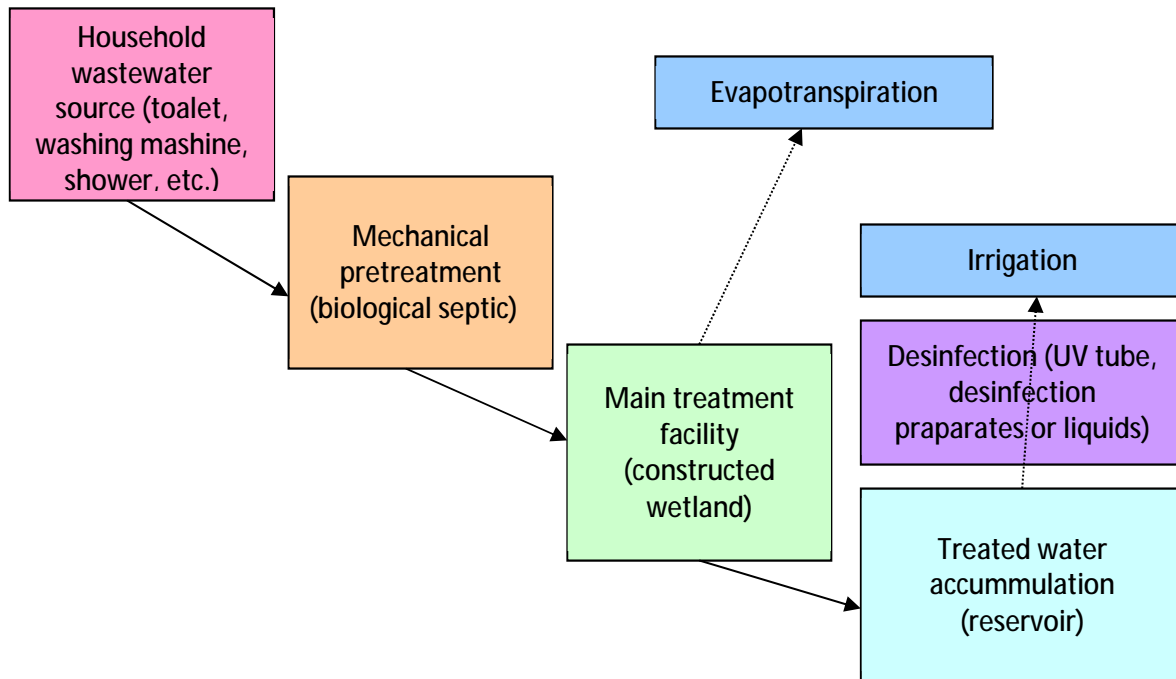 Household
wastewater
source (toalet,
washing mashine,
shower, etc.)
Evapotranspiration
Mechanical
pretreatment
(biological septic)
Irrigation
Desinfection (UV tube,
desinfection
praparates or liquids)
Main treatment
facility
(constructed
wetland)
Treated water
accummulation
(reservoir)